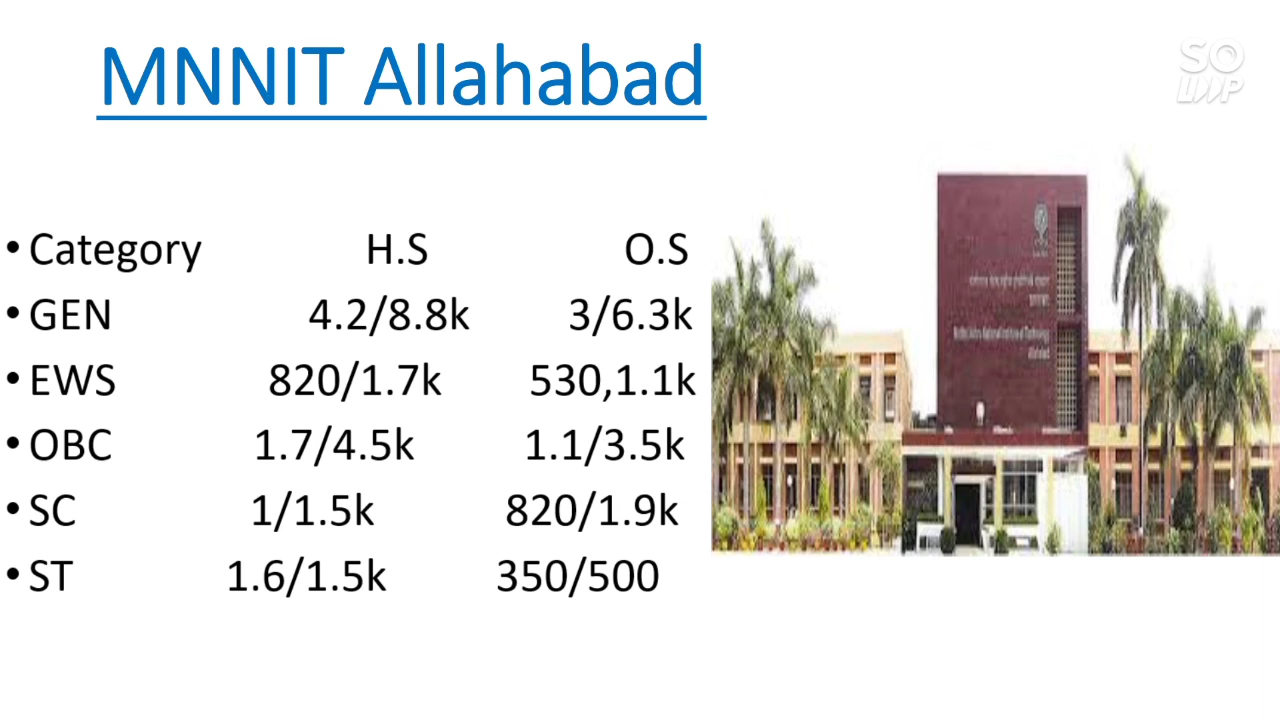 MNNIT Allahabad
SO
LMP
• Category H.S O.S
• GEN 4.2/8.8k 3/6.3k
• EWS 820/1.7k 530,1.1k
• OBC 1.7/4.5k 1.1/3.5k
• SC 1/1.5k 820/1.9k
• ST 1.6/1.5k 350/500